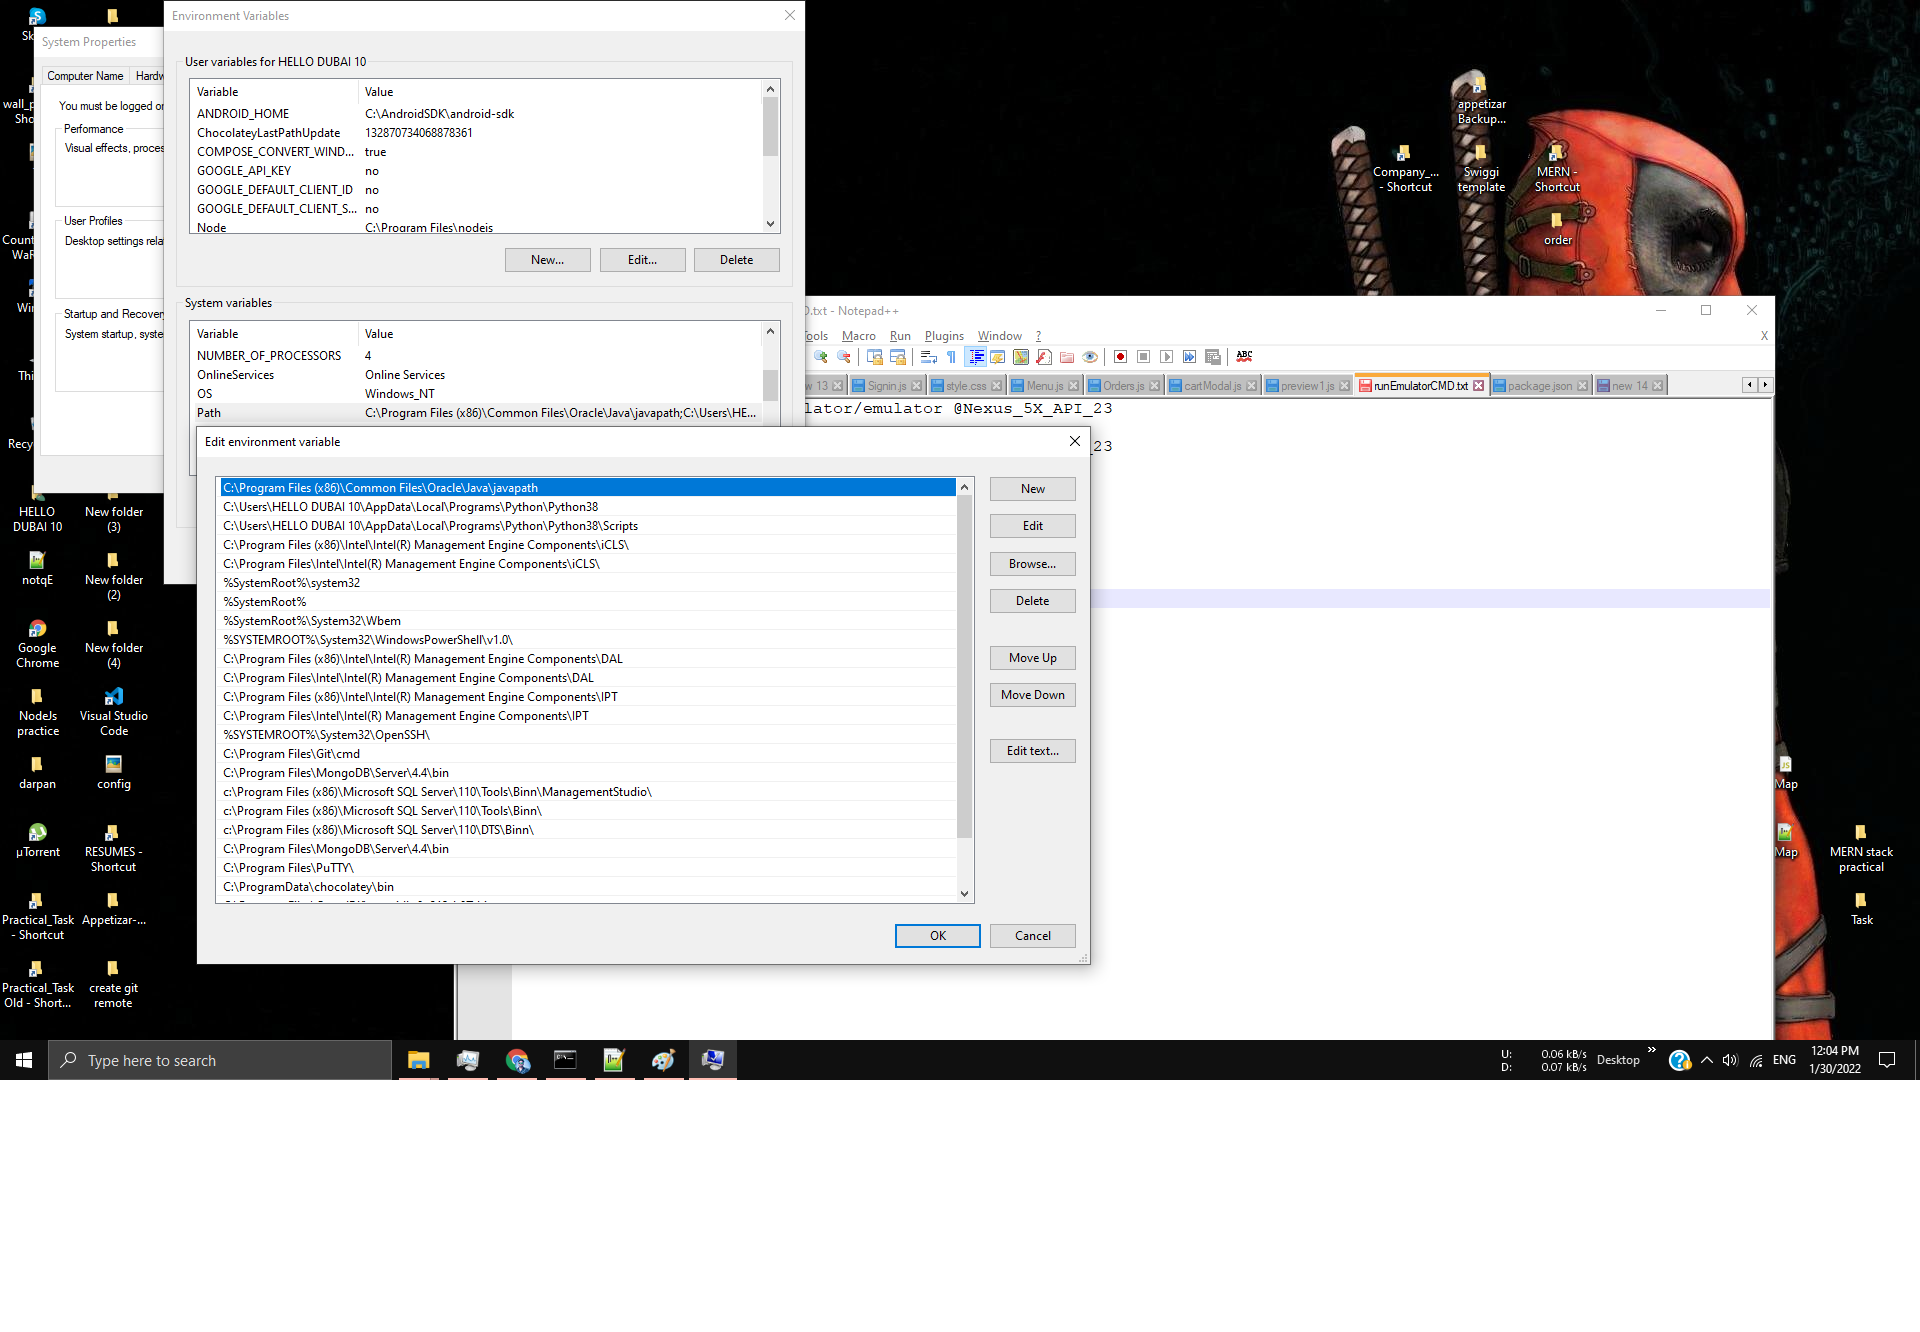 Environment Variables
System Properties
Computer Name
You must be logged
Performance
Visual effects,
User Profiles
Desktop settings
Startup and Recovery
System startup,
User variables for HELLO DUBAI 10
Variable Value
ANDROID_HOME C:\AndroidSDK\android-sdk
ChocolateyLastPathUpdate 132870734068878361
COMPOSE_CONVERT_WIND... true
GOOGLE_API_KEY no
GOOGLE_DEFAULT_CLIENT_ID no
GOOGLE_DEFAULT_CLIENT_S... no
Node C:\Program Files\nodejs
New... Edit... Delete
System variables
Variable Value
NUMBER_OF_PROCESSORS 4
OnlineServices Online Services
OS Windows_NT
Path C:\Program Files (x86)\Common Files\Oracle\Java\javapath;C:\Users\HE...
Edit environment variable
C:\Program Files (x86)\Common Files\Oracle\Java\javapath
C:\Users\HELLO DUBAI 10\AppData\Local\Programs\Python\Python38
C:\Users\HELLO DUBAI 10\AppData\Local\Programs\Python\Python38\Scripts
C:\Program Files (x86)\Intel\Intel(R) Management Engine Components\iCLS\
C:\Program Files\Intel\Intel(R) Management Engine Components\iCLS\
%SystemRoot%\system32
%SystemRoot%
%SystemRoot%\System32\Wbem
%SYSTEMROOT%\System32\WindowsPowerShell\v1.0\
C:\Program Files (x86)\Intel\Intel(R) Management Engine Components\DAL
C:\Program Files\Intel\Intel(R) Management Engine Components\DAL
C:\Program Files (x86)\Intel\Intel(R) Management Engine Components\IPT
C:\Program Files\Intel\Intel(R) Management Engine Components\IPT
%SYSTEMROOT%\System32\OpenSSH\
C:\Program Files\Git\cmd
C:\Program Files\MongoDB\Server\4.4\bin
c:\Program Files (x86)\Microsoft SQL Server\110\Tools\Binn\ManagementStudio\
c:\Program Files (x86)\Microsoft SQL Server\110\Tools\Binn\
c:\Program Files (x86)\Microsoft SQL Server\110\DTS\Binn\
C:\Program Files\MongoDB\Server\4.4\bin
C:\Program Files\PuTTY\
C:\ProgramData\chocolatey\bin
New
Edit
Browse...
Delete
Move Up
Move Down
Edit text...
OK Cancel
.txt - Notepad++
Macro Run Plugins Window ? X
ABC
13 Signin.js style.css Menu.js Orders.js cartModal.js preview1.js runEmulatorCMD.txt package.json new 14
lator/emulator @Nexus_5X_API_23
_23
appetizar
Backup...
Company_...
- Shortcut
Swiggi
template
MERN -
Shortcut
order
Map
Map
MERN stack
practical
Task
HELLO
DUBAI 10
New folder
(3)
notqE
New folder
(2)
Google
Chrome
New folder
(4)
NodeJs
practice
Visual Studio
Code
darpan
config
µTorrent
RESUMES -
Shortcut
Practical_Task
- Shortcut
Appetizar-...
Practical_Task
Old - Short...
create git
remote
Type here to search
U: 0.06 kB/s
D: 0.07 kB/s
Desktop
ENG
12:04 PM
1/30/2022